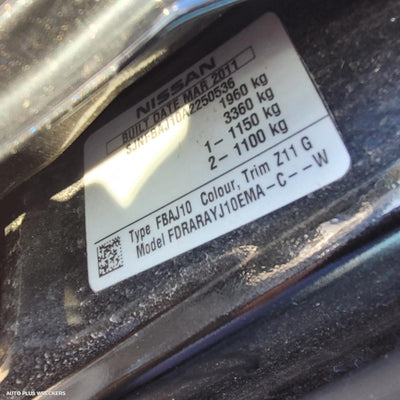 NISSAN
BUILT DATE MAR 2011
SJNFBAJ10A2250536
1960 kg
3360 kg
1- 1150 kg
2- 1100 kg
Type FBAJ10 Colour, Trim Z11 G
Model FDRARAYJ10EMA-C--W
AUTO PLUS WRECKERS